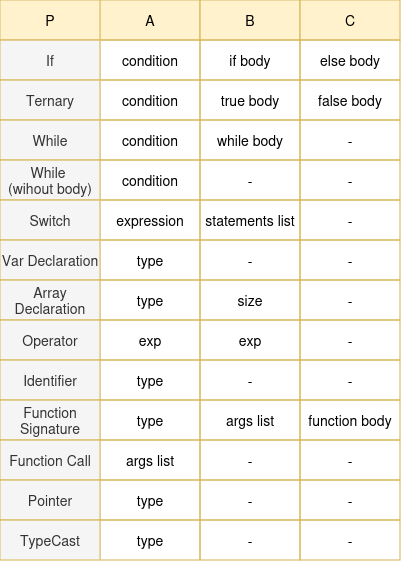 P A B C
If condition if body else body
Ternary condition true body false body
While condition while body -
While
(wihout body) condition - -
Switch expression statements list -
Var Declaration type - -
Array
Declaration type size -
Operator exp exp -
Identifier type - -
Function
Signature type args list function body
Function Call args list - -
Pointer type - -
TypeCast type - -